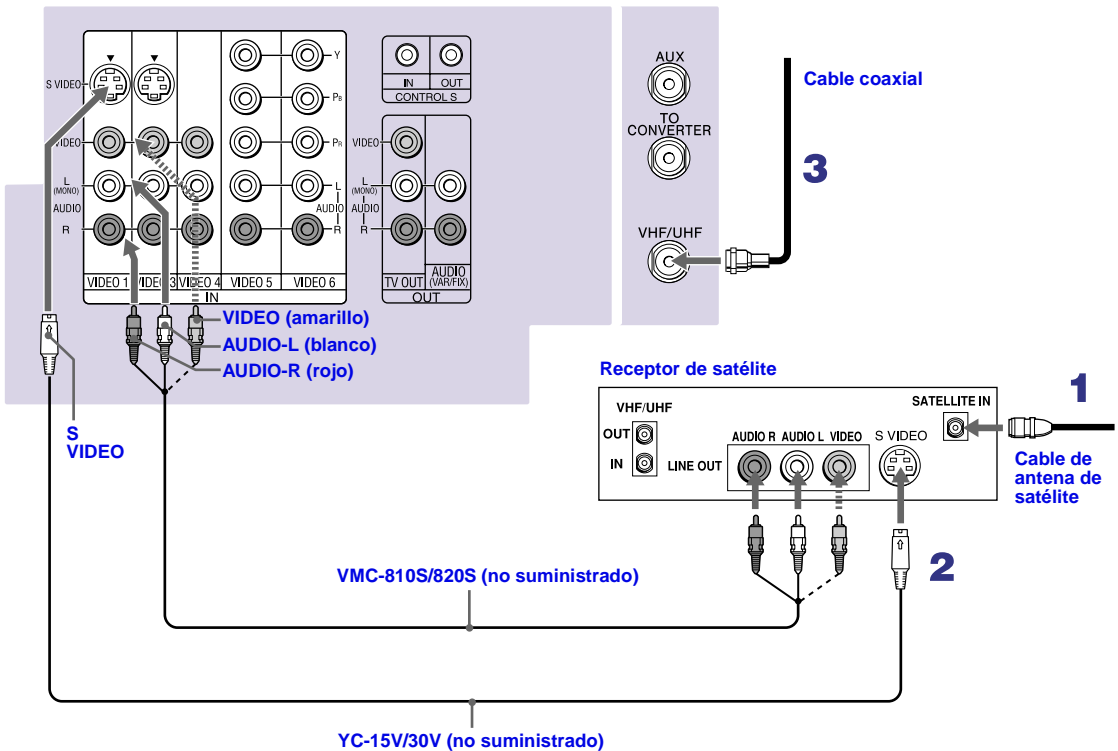 AUX
TO
CONVERTER
VHF/UHF
Cable coaxial
3
S VIDEO
VIDEO
L
(MONO)
AUDIO
R
Y
PB
PR
L
AUDIO
R
VIDEO 1
VIDEO 3
VIDEO 4
VIDEO 5
VIDEO 6
IN
IN
OUT
CONTROL S
VIDEO
L
(MONO)
AUDIO
R
TV OUT
AUDIO
(VAR/FIX)
OUT
VIDEO (amarillo)
AUDIO-L (blanco)
AUDIO-R (rojo)
S
VIDEO
Receptor de satélite
VHF/UHF
OUT
IN
LINE OUT
AUDIO R
AUDIO L
VIDEO
S VIDEO
SATELLITE IN
1
Cable de
antena de
satélite
2
VMC-810S/820S (no suministrado)
YC-15V/30V (no suministrado)